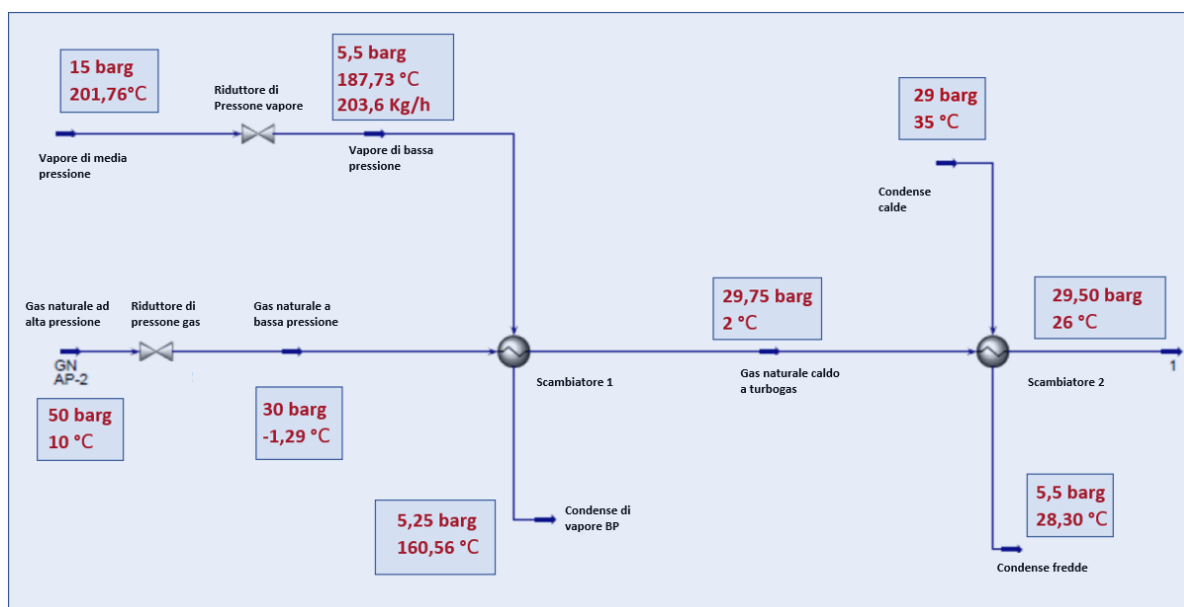 15 barg
201,76°C
Riduttore di
Pressone vapore
5,5 barg
187,73 °C
203,6 Kg/h
Vapore di media
pressione
Vapore di bassa
pressione
29 barg
35 °C
Condense
calde
Gas naturale ad
alta pressione
Riduttore di
pressone gas
Gas naturale a
bassa pressione
29,75 barg
2 °C
29,50 barg
26 °C
GN
AP-2
Scambiatore 1
Gas naturale caldo
a turbogas
Scambiatore 2
1
50 barg
10 °C
30 barg
-1,29 °C
5,25 barg
160,56 °C
Condense di
vapore BP
5,5 barg
28,30 °C
Condense fredde